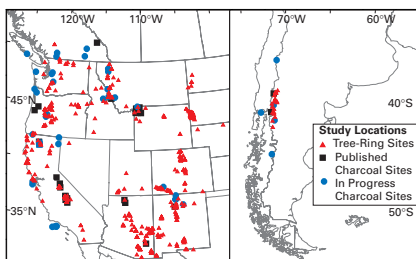 120°W 110°W
70°W 60°W
45°N
35°N
40°S
50°S
Study Locations
Tree-Ring Sites
Published
Charcoal Sites
In Progress
Charcoal Sites